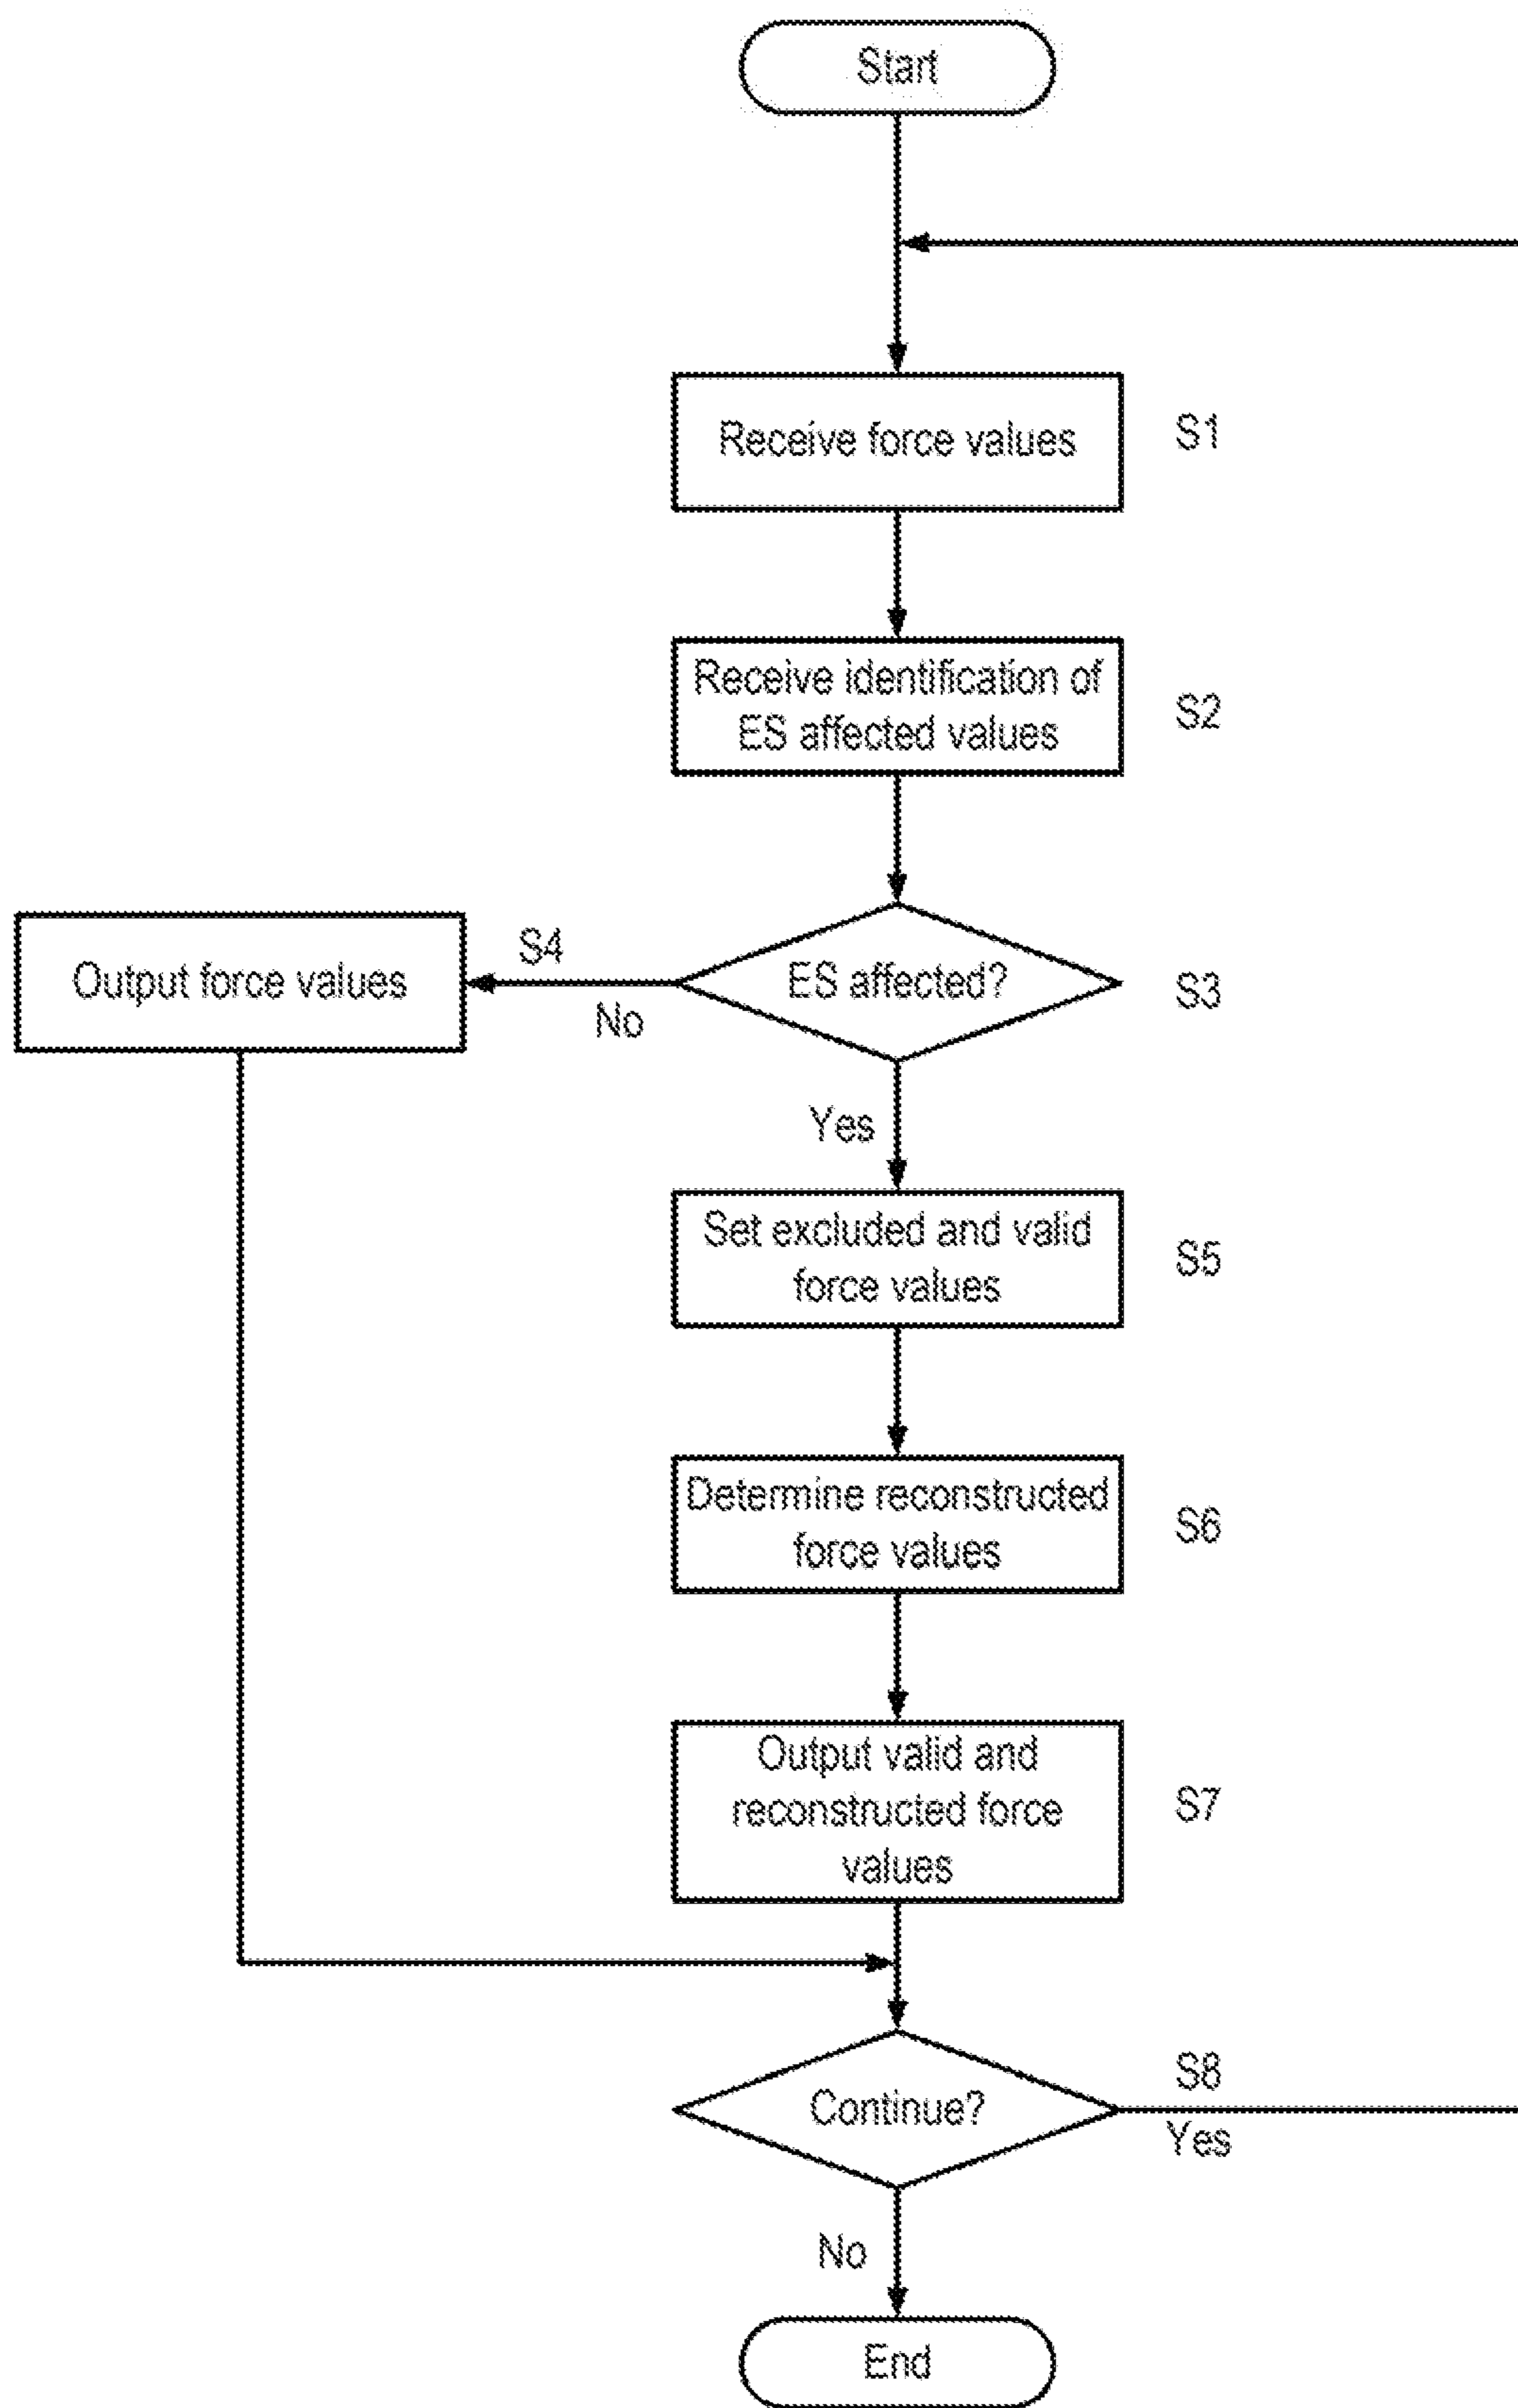 Start
Receive force values
S1
Receive identification of
ES affected values
S2
Output force values
S4
No
ES affected?
S3
Yes
Set excluded and valid
force values
S5
Determine reconstructed
force values
S6
Output valid and
reconstructed force
values
S7
Continue?
S8
Yes
No
End